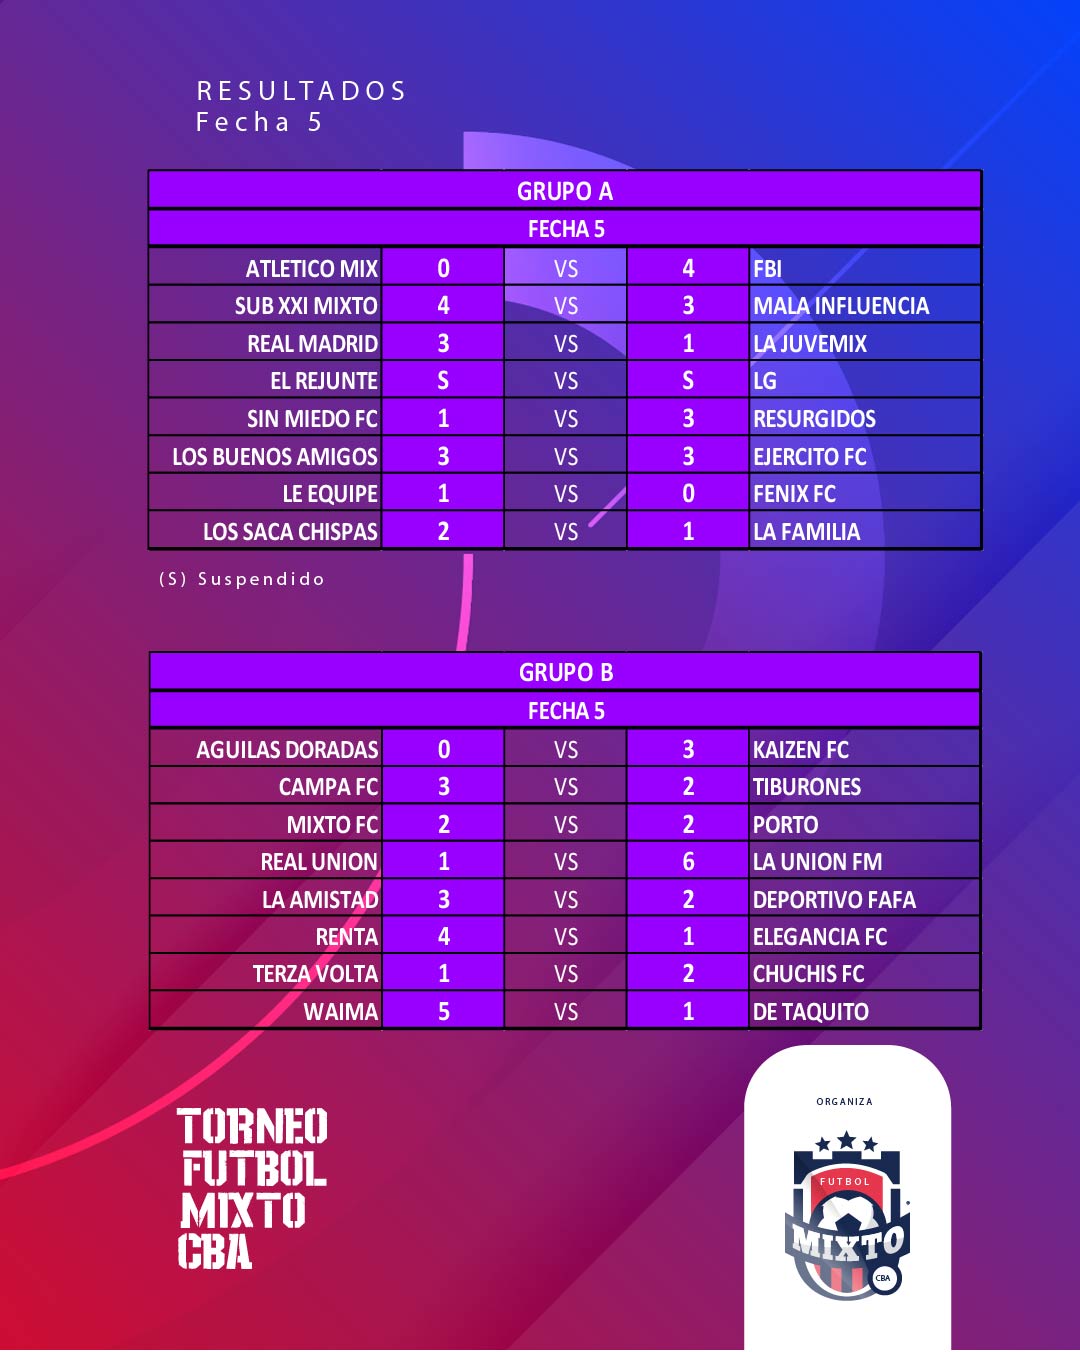 RESULTADOS
Fecha 5
GRUPO A
FECHA 5
ATLETICO MIX 0 VS 4 FBI
SUB XXI MIXTO 4 VS 3 MALA INFLUENCIA
REAL MADRID 3 VS 1 LA JUVEMIX
EL REJUNTE S VS S LG
SIN MIEDO FC 1 VS 3 RESURGIDOS
LOS BUENOS AMIGOS 3 VS 3 EJERCITO FC
LE EQUIPE 1 VS 0 FENIX FC
LOS SACA CHISPAS 2 VS 1 LA FAMILIA
(S) Suspendido
GRUPO B
FECHA 5
AGUILAS DORADAS 0 VS 3 KAIZEN FC
CAMPA FC 3 VS 2 TIBURONES
MIXTO FC 2 VS 2 PORTO
REAL UNION 1 VS 6 LA UNION FM
LA AMISTAD 3 VS 2 DEPORTIVO FAFA
RENTA 4 VS 1 ELEGANCIA FC
TERZA VOLTA 1 VS 2 CHUCHIS FC
WAIMA 5 VS 1 DE TAQUITO
TORNEO
FUTBOL
MIXTO
CBA
ORGANIZA
FUTBOL
MIXTO
CBA